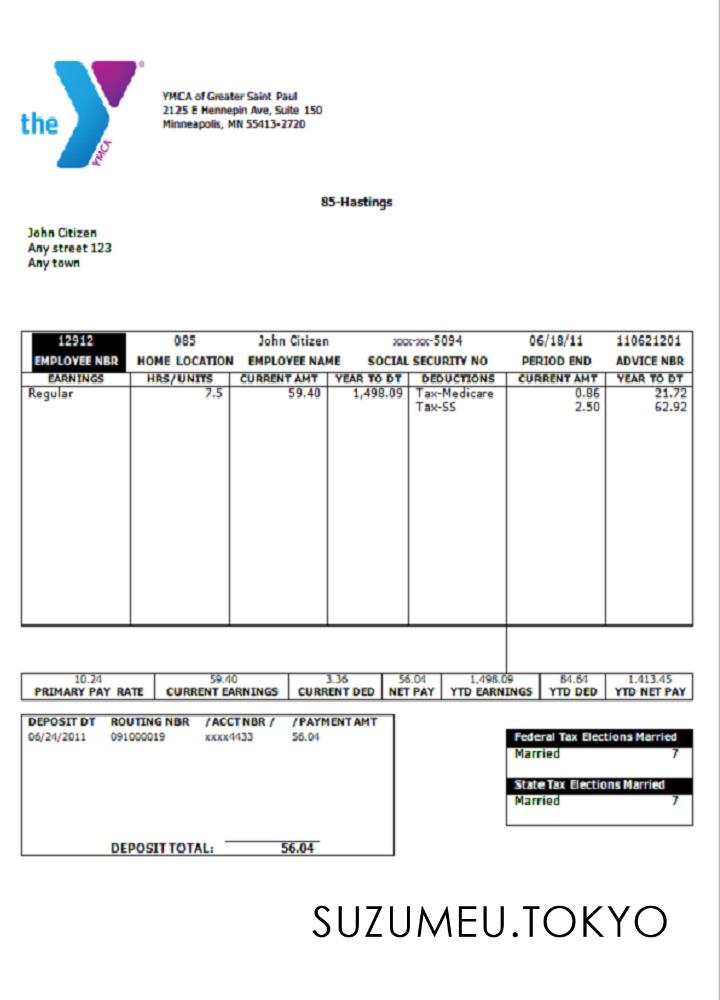 the
YMCA
YMCA of Greater Saint Paul
2125 E Hennepin Ave, Suite 150
Minneapolis, MN 55413-2720
85-Hastings
John Citizen
Any street 123
Any town
12912 085 John Citizen xxx-xx-5094 06/18/11 110621201
EMPLOYEE NBR HOME LOCATION EMPLOYEE NAME SOCIAL SECURITY NO PERIOD END ADVICE NBR
EARNINGS HRS/UNITS CURRENT AMT YEAR TO DT DEDUCTIONS CURRENT AMT YEAR TO DT
Regular 7.5 59.40 1,498.09 Tax-Medicare 0.86 21.72
Tax-SS 2.50 62.92
10.24 59.40 3.36 56.04 1,498.09 84.64 1.413.45
PRIMARY PAY RATE CURRENT EARNINGS CURRENT DED NET PAY YTD EARNINGS YTD DED YTD NET PAY
DEPOSIT DT ROUTING NBR /ACCT NBR / /PAYMENT AMT
06/24/2011 091000019 xxxx4433 56.04
DEPOSIT TOTAL: 56.04
Federal Tax Elections Married
Married 7
State Tax Elections Married
Married 7
SUZUMEU.TOKYO